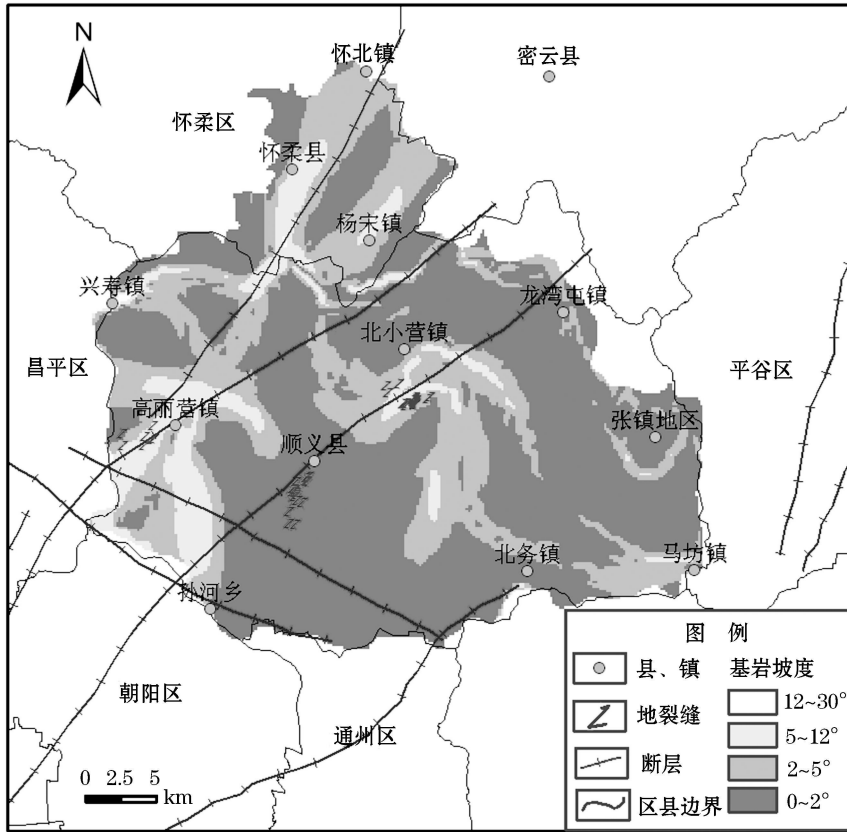 N
怀北镇
密云县
怀柔区
怀柔县
杨宋镇
兴寿镇
龙湾屯镇
北小营镇
昌平区
平谷区
高丽营镇
张镇地区
顺义县
北务镇
马坊镇
孙河乡
朝阳区
通州区
0 2.5 5
km
图 例
县、镇
基岩坡度
12~30°
地裂缝
5~12°
断层
2~5°
区县边界
0~2°